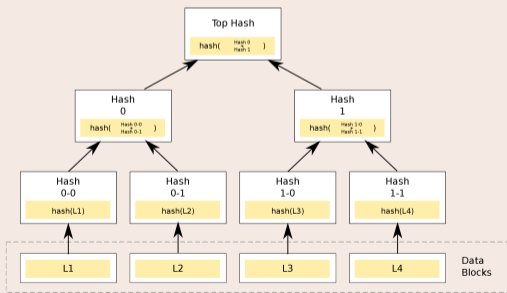 Top Hash
hash( Hash 0 + Hash 1 )
Hash
0
hash( Hash 0-0 + Hash 0-1 )
Hash
1
hash( Hash 1-0 + Hash 1-1 )
Hash
0-0
hash(L1)
Hash
0-1
hash(L2)
Hash
1-0
hash(L3)
Hash
1-1
hash(L4)
L1
L2
L3
L4
Data
Blocks